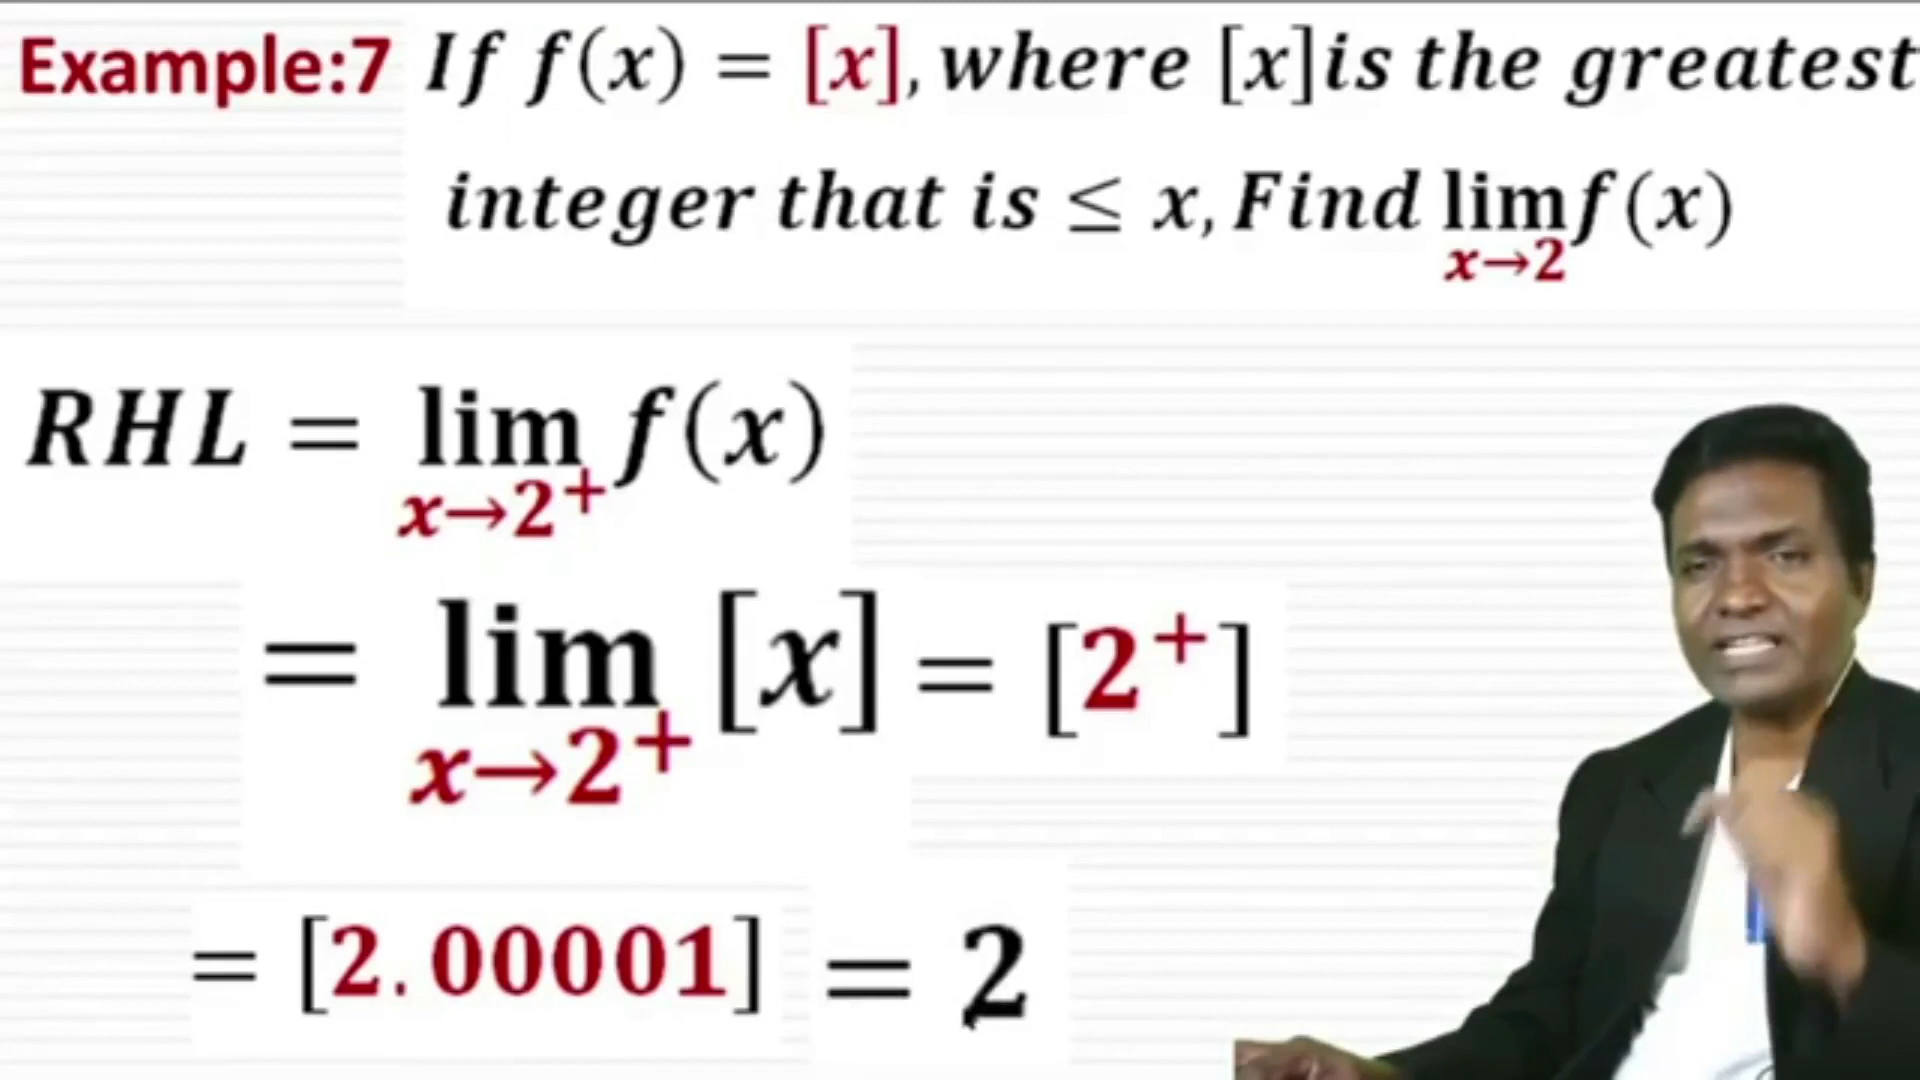 Example:7 If f(x) = [x], where [x]is the greatest
integer that is ≤ x, Find lim f(x)
x→2
RHL = lim f(x)
x→2⁺
= lim [x] = [2⁺]
x→2⁺
= [2.00001] = 2